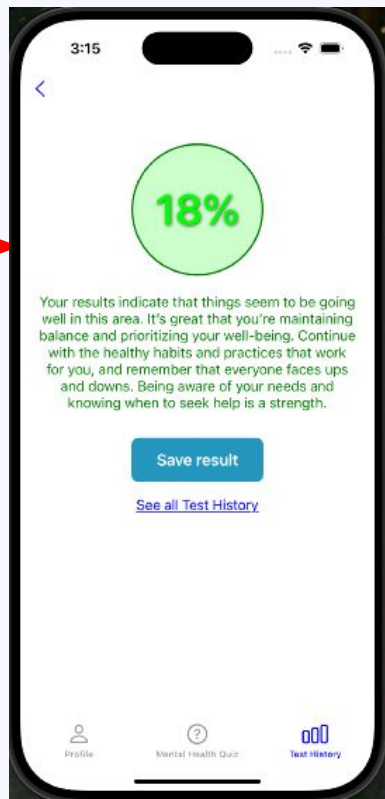 3:15
18%
Your results indicate that things seem to be going
well in this area. It's great that you're maintaining
balance and prioritizing your well-being. Continue
with the healthy habits and practices that work
for you, and remember that everyone faces ups
and downs. Being aware of your needs and
knowing when to seek help is a strength.
Save result
See all Test History
Profile
Mental Health Quiz
Test History